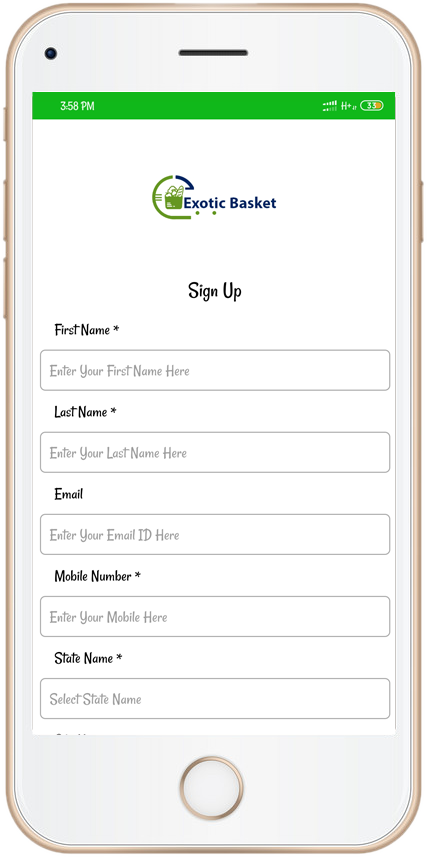 3:58 PM H+ 33
Exotic Basket
Sign Up
First Name *
Enter Your First Name Here
Last Name *
Enter Your Last Name Here
Email
Enter Your Email ID Here
Mobile Number *
Enter Your Mobile Here
State Name *
Select State Name